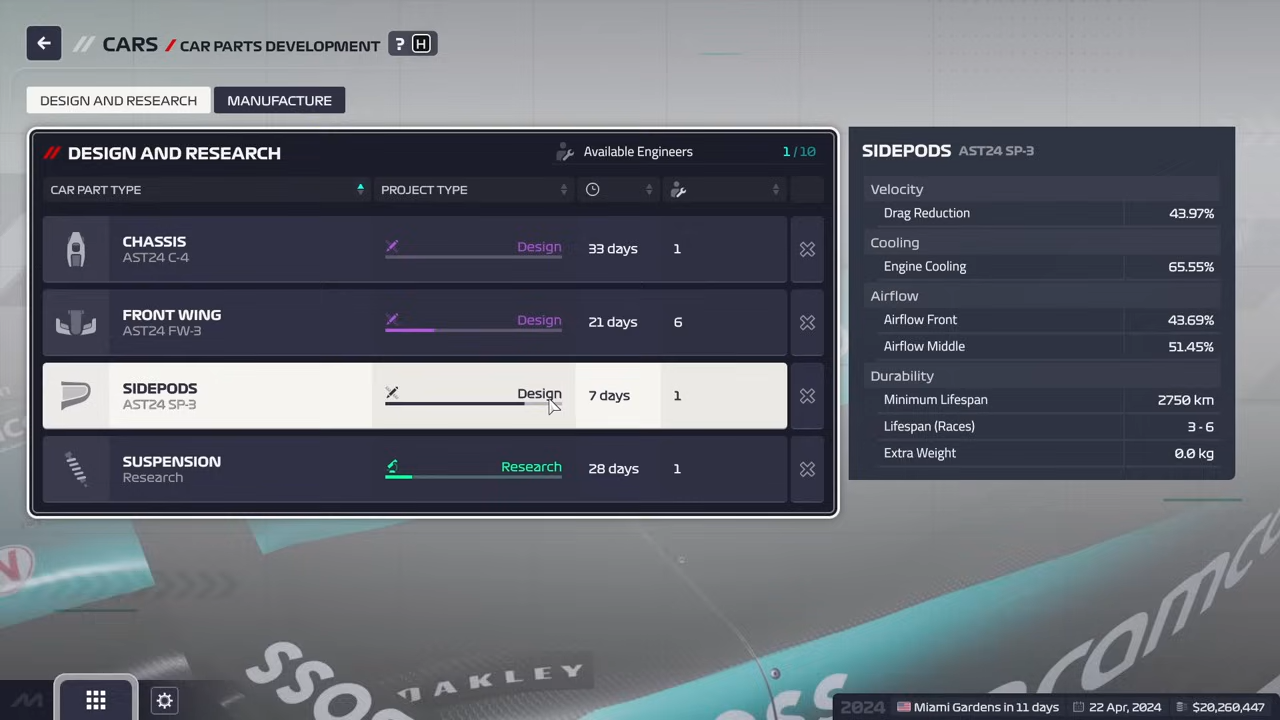 // CARS / CAR PARTS DEVELOPMENT ? H
DESIGN AND RESEARCH MANUFACTURE
// DESIGN AND RESEARCH Available Engineers 1/10
CAR PART TYPE PROJECT TYPE
CHASSIS
AST24 C-4
Design 33 days 1
FRONT WING
AST24 FW-3
Design 21 days 6
SIDEPODS
AST24 SP-3
Design 7 days 1
SUSPENSION
Research
Research 28 days 1
SIDEPODS AST24 SP-3
Velocity
Drag Reduction 43.97%
Cooling
Engine Cooling 65.55%
Airflow
Airflow Front 43.69%
Airflow Middle 51.45%
Durability
Minimum Lifespan 2750 km
Lifespan (Races) 3 - 6
Extra Weight 0.0 kg
OAKLEY
2024 Miami Gardens in 11 days 22 Apr, 2024 $20,260,447